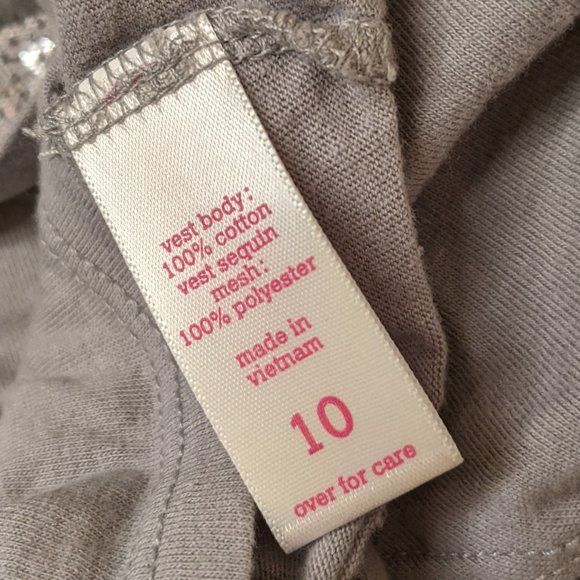 vest body:
100% cotton
vest sequin
mesh:
100% polyester
made in
vietnam
10
over for care